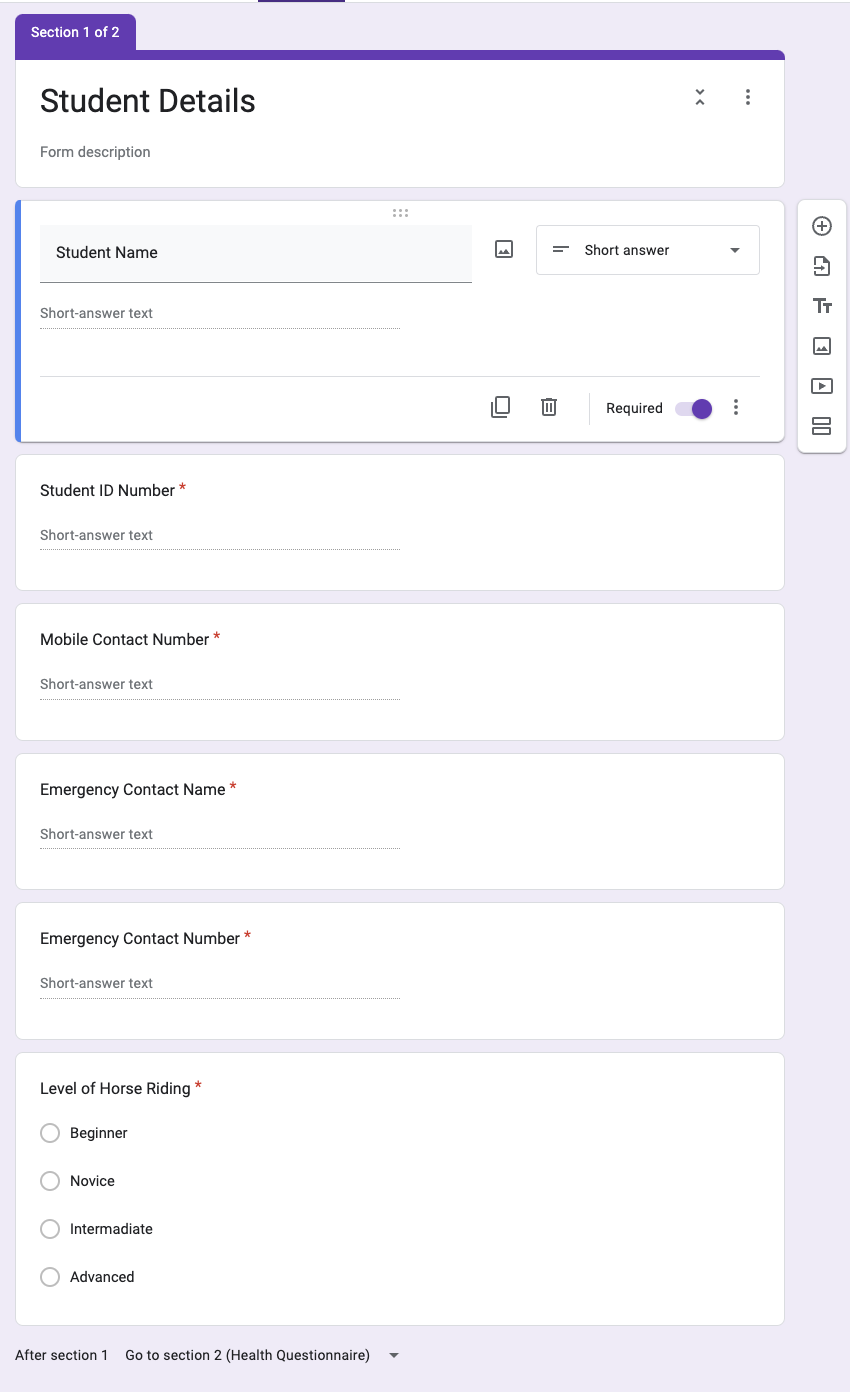 Section 1 of 2
Student Details
Form description
Student Name
Short answer
Short-answer text
Required
Student ID Number *
Short-answer text
Mobile Contact Number *
Short-answer text
Emergency Contact Name *
Short-answer text
Emergency Contact Number *
Short-answer text
Level of Horse Riding *
Beginner
Novice
Intermadiate
Advanced
After section 1 Go to section 2 (Health Questionnaire)